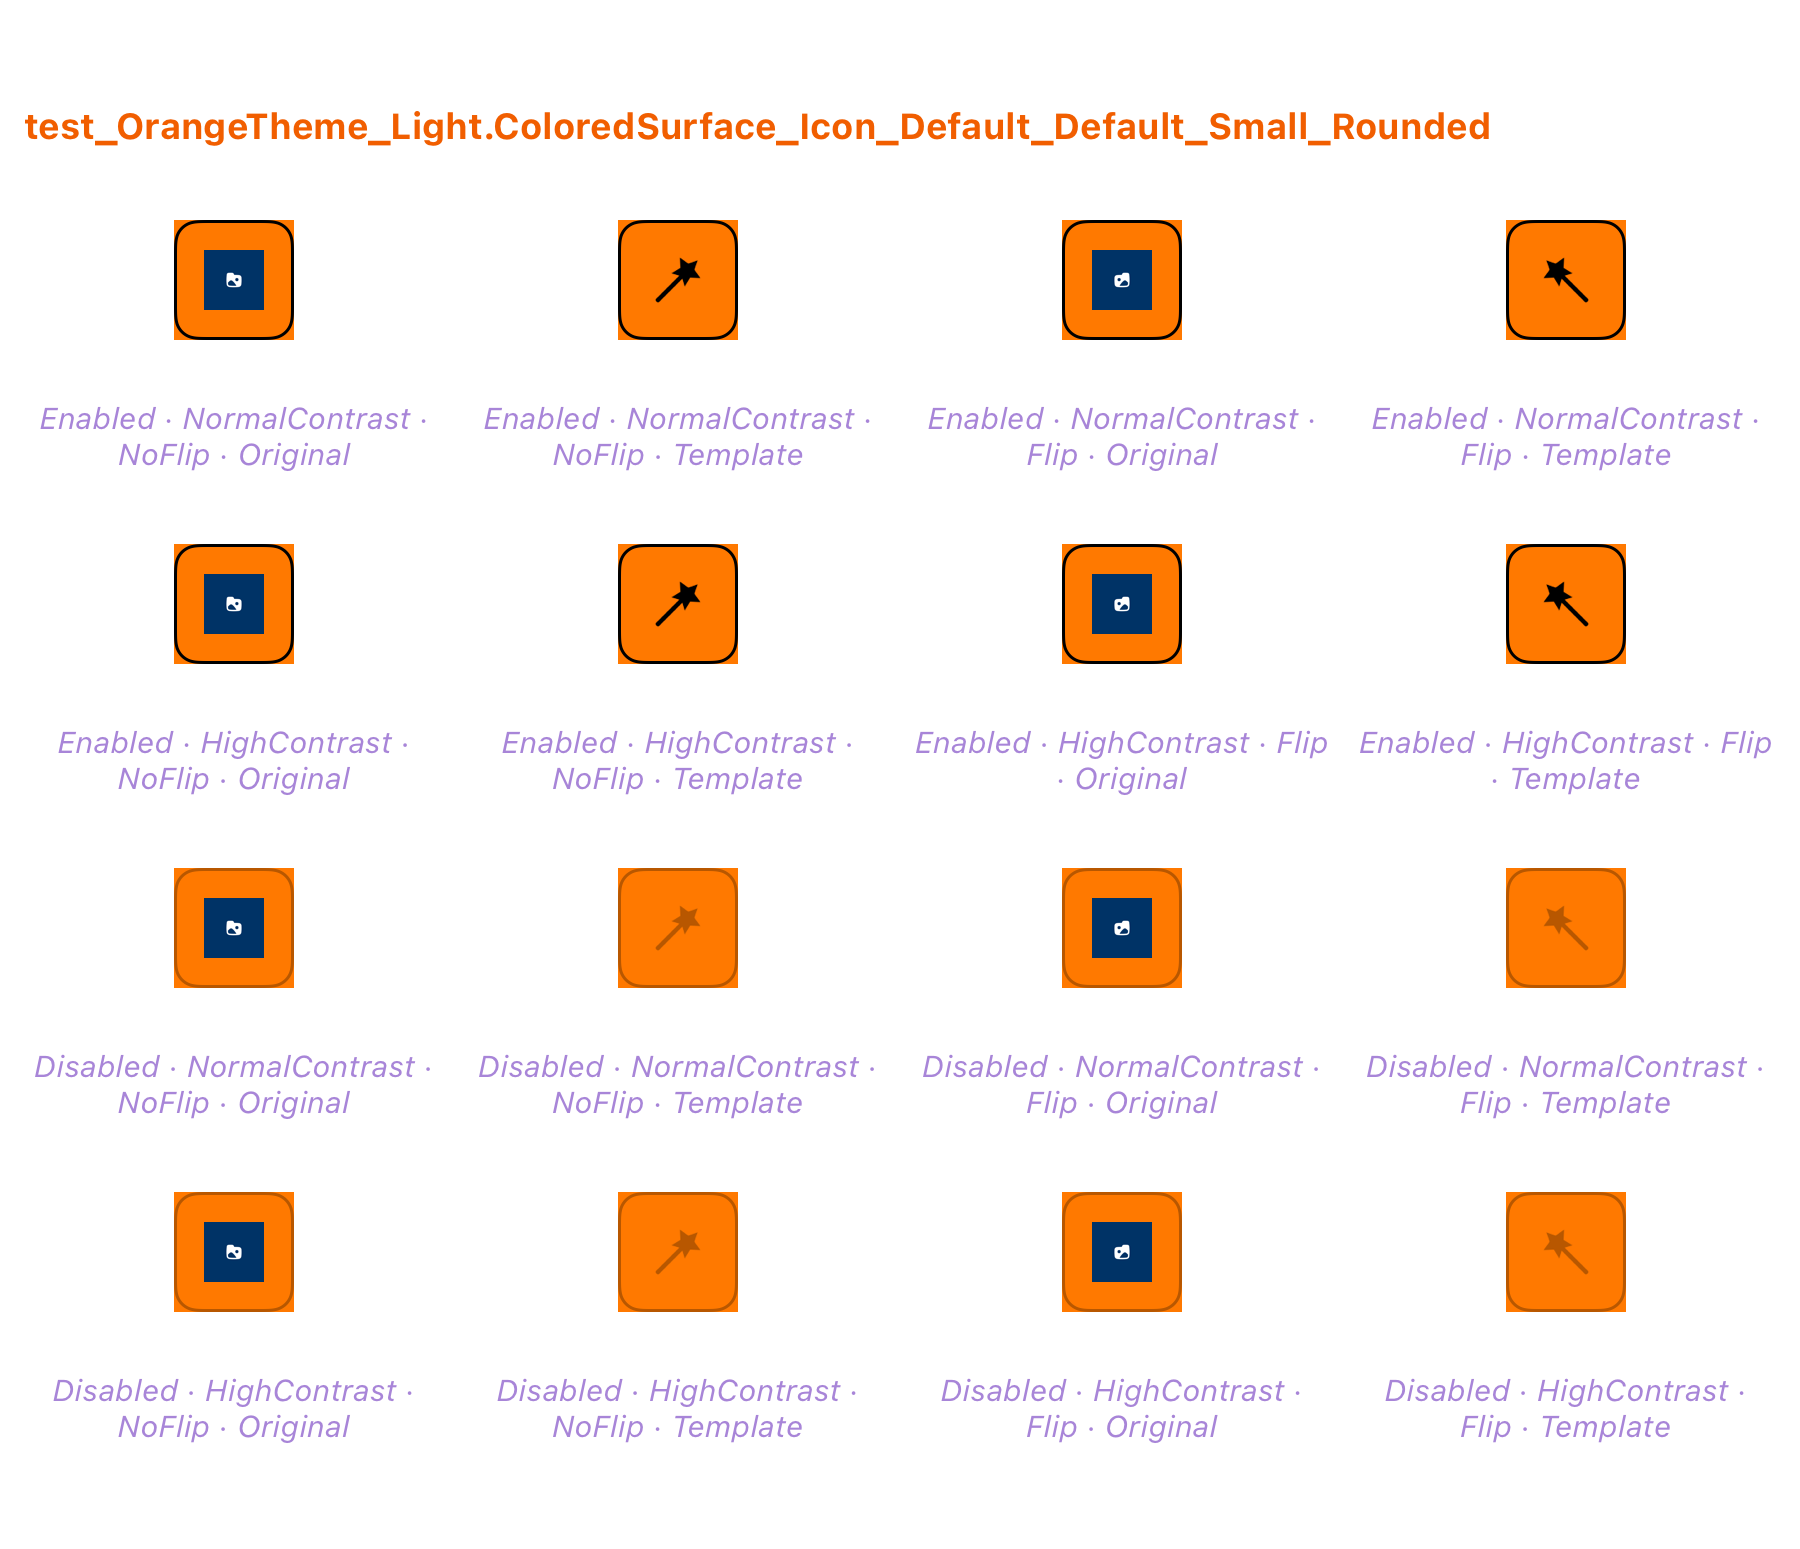 test_OrangeTheme_Light.ColoredSurface_Icon_Default_Default_Small_Rounded
Enabled · NormalContrast ·
NoFlip · Original
Enabled · NormalContrast ·
NoFlip · Template
Enabled · NormalContrast ·
Flip · Original
Enabled · NormalContrast ·
Flip · Template
Enabled · HighContrast ·
NoFlip · Original
Enabled · HighContrast ·
NoFlip · Template
Enabled · HighContrast · Flip
· Original
Enabled · HighContrast · Flip
· Template
Disabled · NormalContrast ·
NoFlip · Original
Disabled · NormalContrast ·
NoFlip · Template
Disabled · NormalContrast ·
Flip · Original
Disabled · NormalContrast ·
Flip · Template
Disabled · HighContrast ·
NoFlip · Original
Disabled · HighContrast ·
NoFlip · Template
Disabled · HighContrast ·
Flip · Original
Disabled · HighContrast ·
Flip · Template